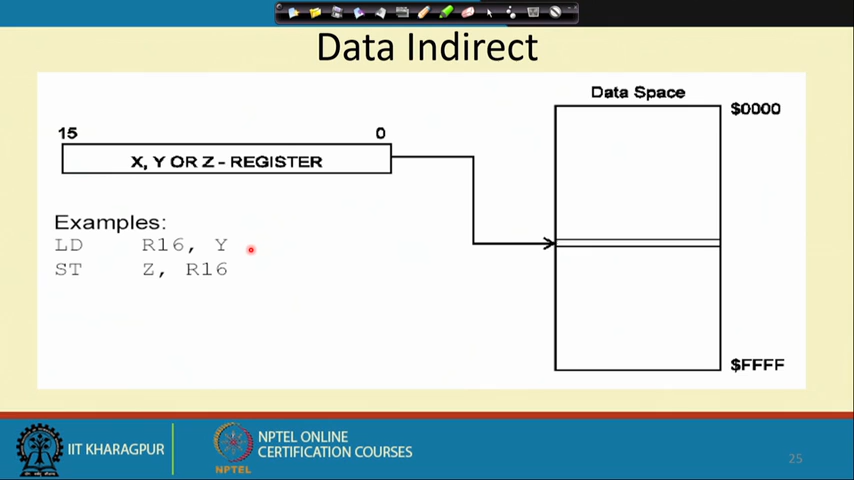 Data Indirect
Data Space
$0000
15 0
X, Y OR Z - REGISTER
Examples:
LD R16, Y
ST Z, R16
$FFFF
IIT KHARAGPUR
NPTEL
NPTEL ONLINE
CERTIFICATION COURSES
25